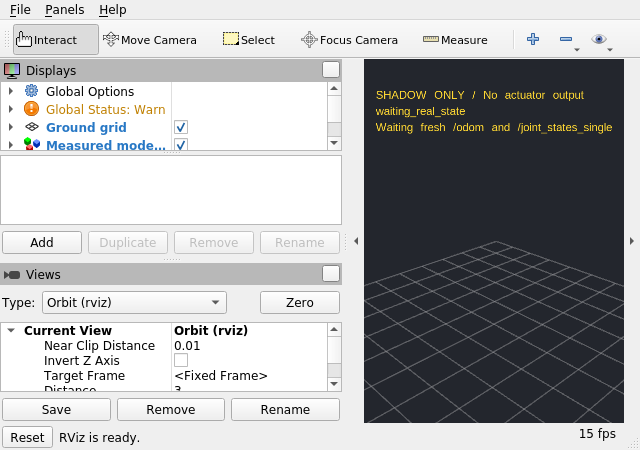 File Panels Help
Interact Move Camera Select Focus Camera Measure
Displays
Global Options
Global Status: Warn
Ground grid
Measured mode...
Add Duplicate Remove Rename
Views
Type: Orbit (rviz) Zero
Current View Orbit (rviz)
Near Clip Distance 0.01
Invert Z Axis
Target Frame <Fixed Frame>
Distance 3
Save Remove Rename
Reset RViz is ready.
SHADOW ONLY / No actuator output
waiting_real_state
Waiting fresh /odom and /joint_states_single
15 fps